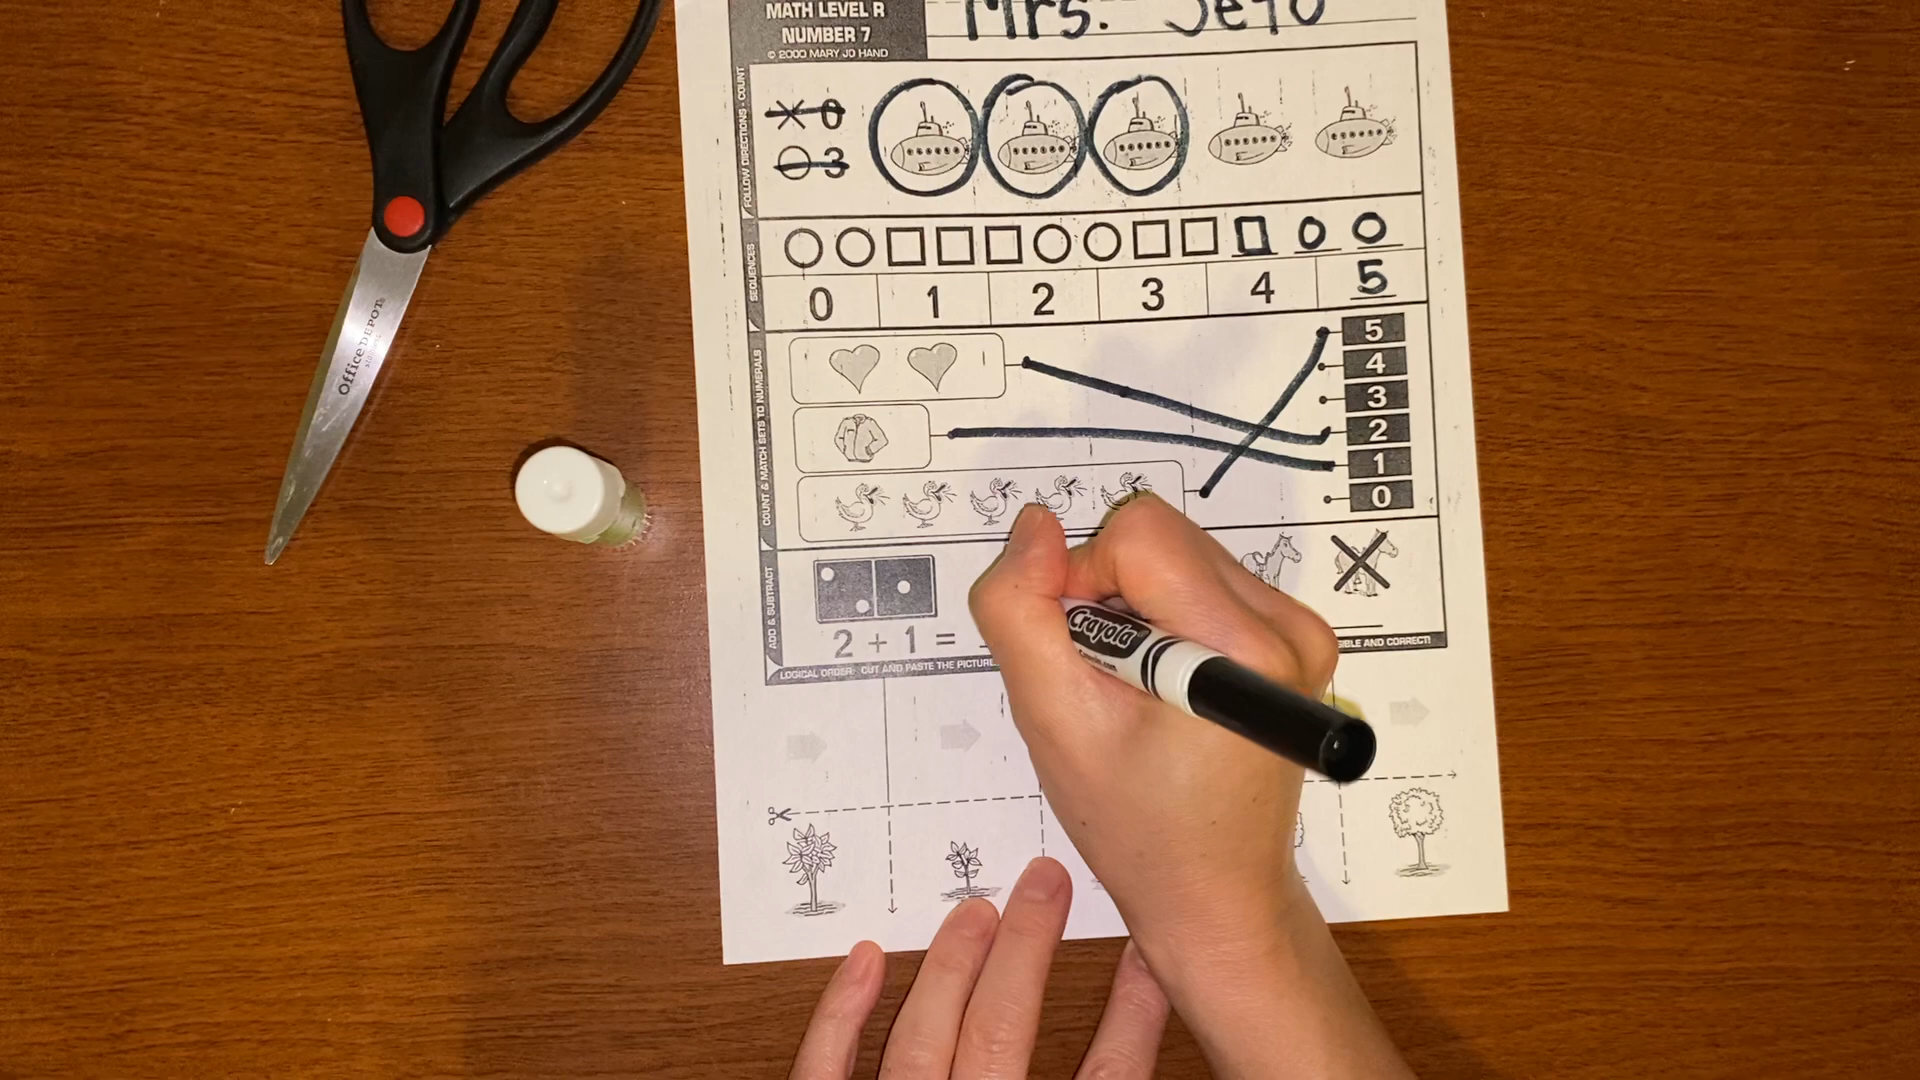 MATH LEVEL R
NUMBER 7
© 2000 MARY JO HAND
Mrs.
FOLLOW DIRECTIONS - COUNT
0
3
SEQUENCES
0 1 2 3 4 5
COUNT & MATCH SETS TO NUMERALS
5
4
3
2
1
0
ADD & SUBTRACT
2 + 1 =
LOGICAL ORDER- CUT AND PASTE THE PICTURE
AND CORRECT!
Office DEPOT
Crayola